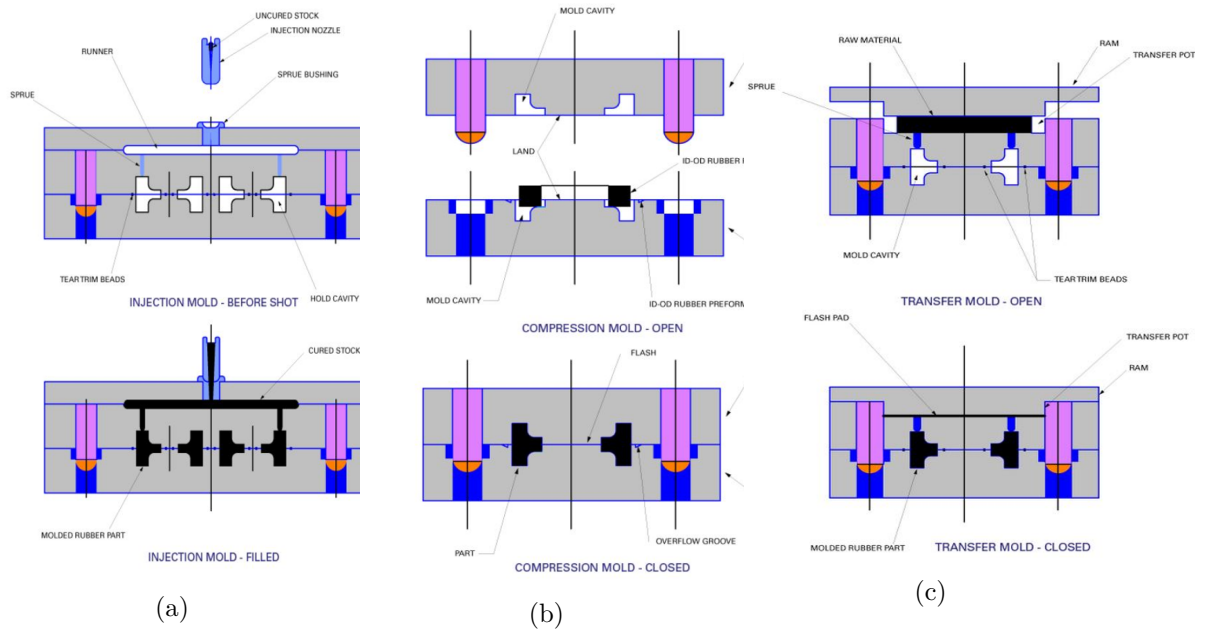 UNCURED STOCK
INJECTION NOZZLE
RUNNER
SPRUE BUSHING
SPRUE
TEAR TRIM BEADS
HOLD CAVITY
INJECTION MOLD - BEFORE SHOT
CURED STOCK
MOLDED RUBBER PART
INJECTION MOLD - FILLED
(a)
MOLD CAVITY
LAND
ID-OD RUBBER
MOLD CAVITY
ID-OD RUBBER PREFORM
COMPRESSION MOLD - OPEN
FLASH
PART
OVERFLOW GROOVE
COMPRESSION MOLD - CLOSED
(b)
RAW MATERIAL
RAM
TRANSFER POT
SPRUE
MOLD CAVITY
TEAR TRIM BEADS
TRANSFER MOLD - OPEN
FLASH PAD
TRANSFER POT
RAM
MOLDED RUBBER PART
TRANSFER MOLD - CLOSED
(c)